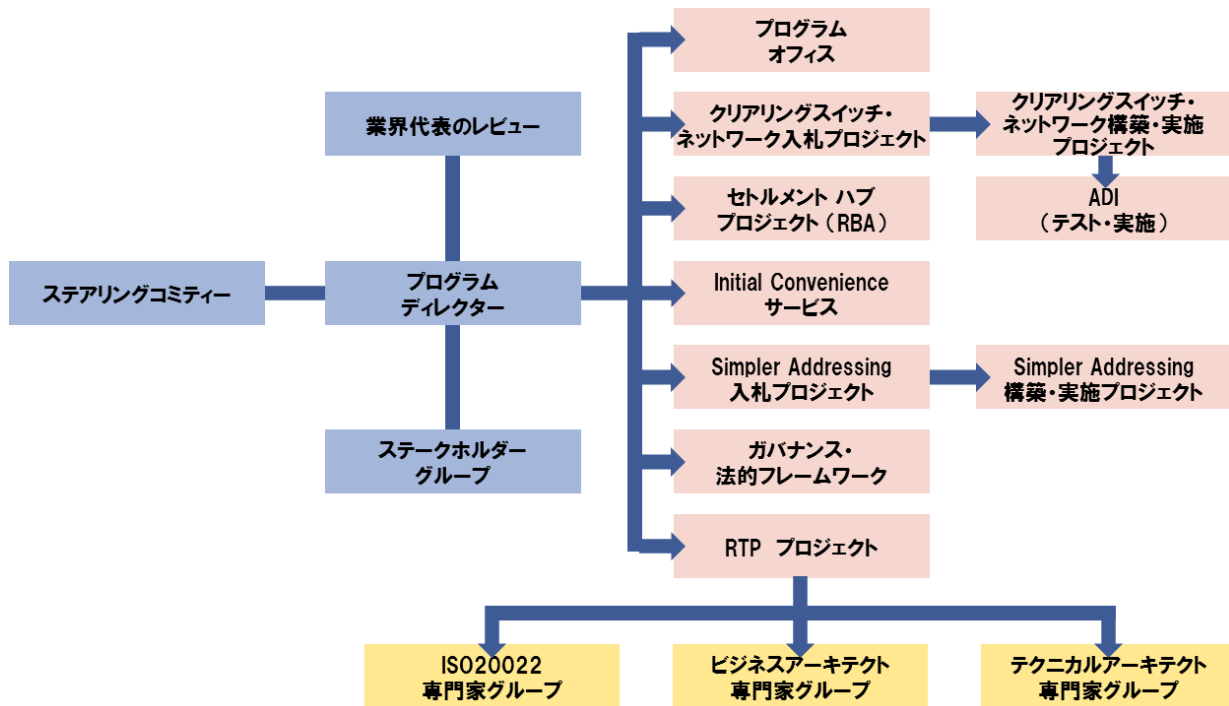 プログラム
オフィス
業界代表のレビュー
クリアリングスイッチ・
ネットワーク入札プロジェクト
クリアリングスイッチ・
ネットワーク構築・実施
プロジェクト
セトルメント ハブ
プロジェクト（RBA）
ADI
（テスト・実施）
ステアリングコミティー
プログラム
ディレクター
Initial Convenience
サービス
Simpler Addressing
入札プロジェクト
Simpler Addressing
構築・実施プロジェクト
ステークホルダー
グループ
ガバナンス・
法的フレームワーク
RTP プロジェクト
ISO20022
専門家グループ
ビジネスアーキテクト
専門家グループ
テクニカルアーキテクト
専門家グループ